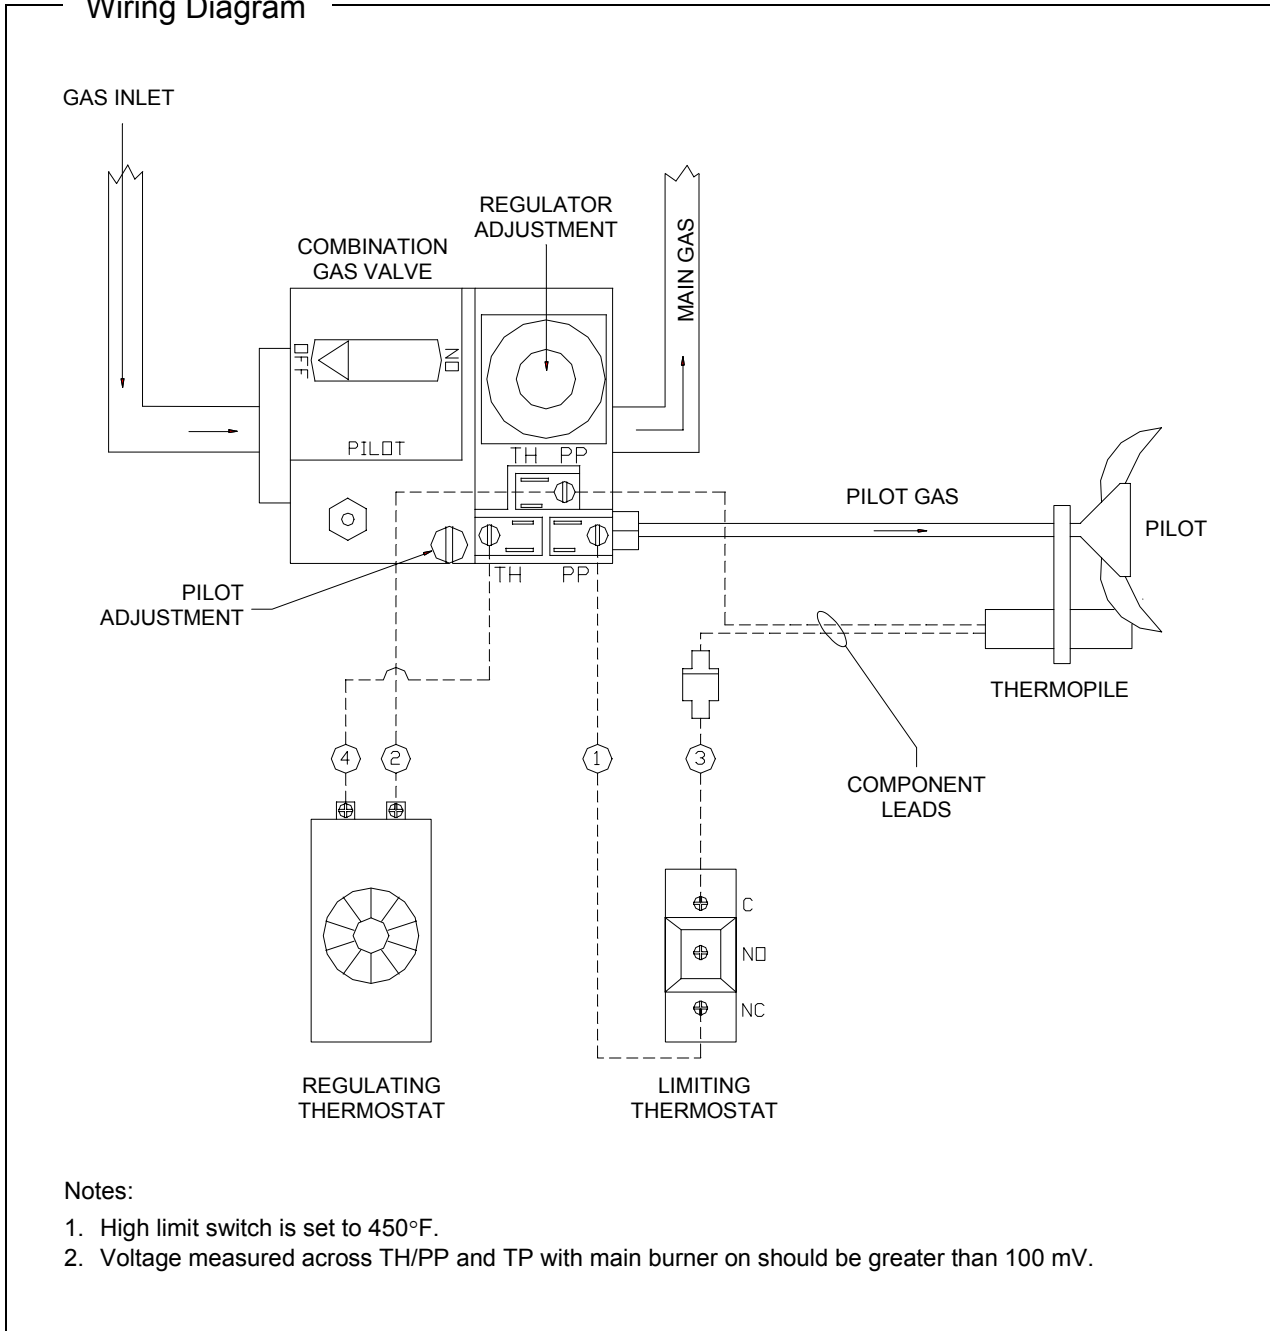 Wiring Diagram
GAS INLET
REGULATOR
ADJUSTMENT
COMBINATION
GAS VALVE
MAIN GAS
OFF
NO
PILOT
TH PP
PILOT GAS
PILOT
TH PP
PILOT
ADJUSTMENT
THERMOPILE
4
2
1
3
COMPONENT
LEADS
C
NO
NC
REGULATING
THERMOSTAT
LIMITING
THERMOSTAT
Notes:
1. High limit switch is set to 450°F.
2. Voltage measured across TH/PP and TP with main burner on should be greater than 100 mV.